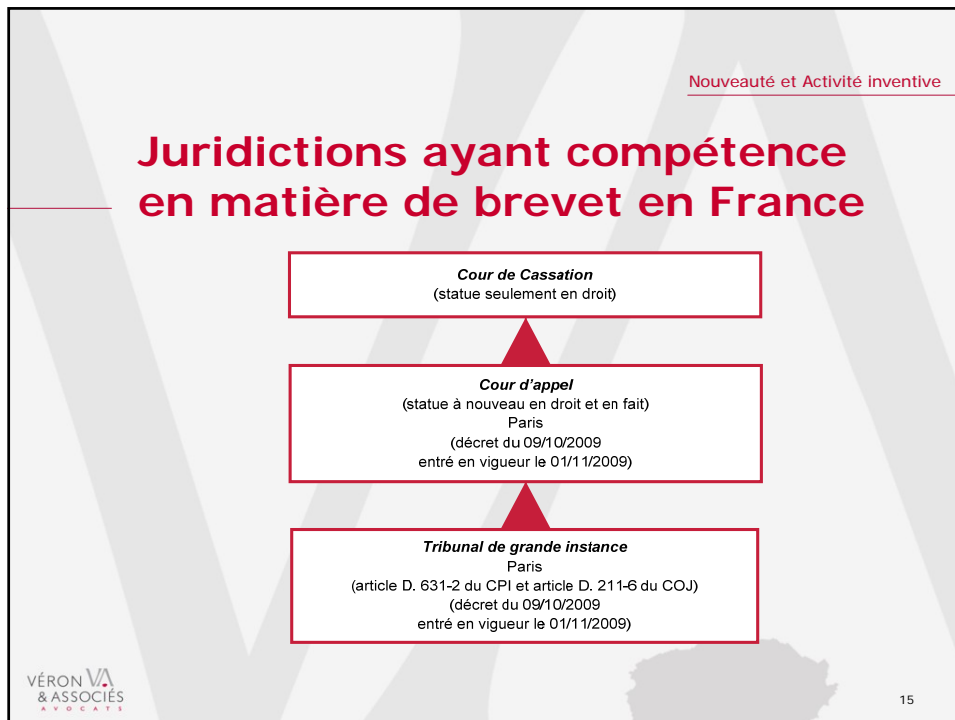 Nouveauté et Activité inventive
Juridictions ayant compétence
en matière de brevet en France
Cour de Cassation
(statue seulement en droit)
Cour d'appel
(statue à nouveau en droit et en fait)
Paris
(décret du 09/10/2009
entré en vigueur le 01/11/2009)
Tribunal de grande instance
Paris
(article D. 631-2 du CPI et article D. 211-6 du COJ)
(décret du 09/10/2009
entré en vigueur le 01/11/2009)
VÉRON VA
& ASSOCIÉS
AVOCATS
15